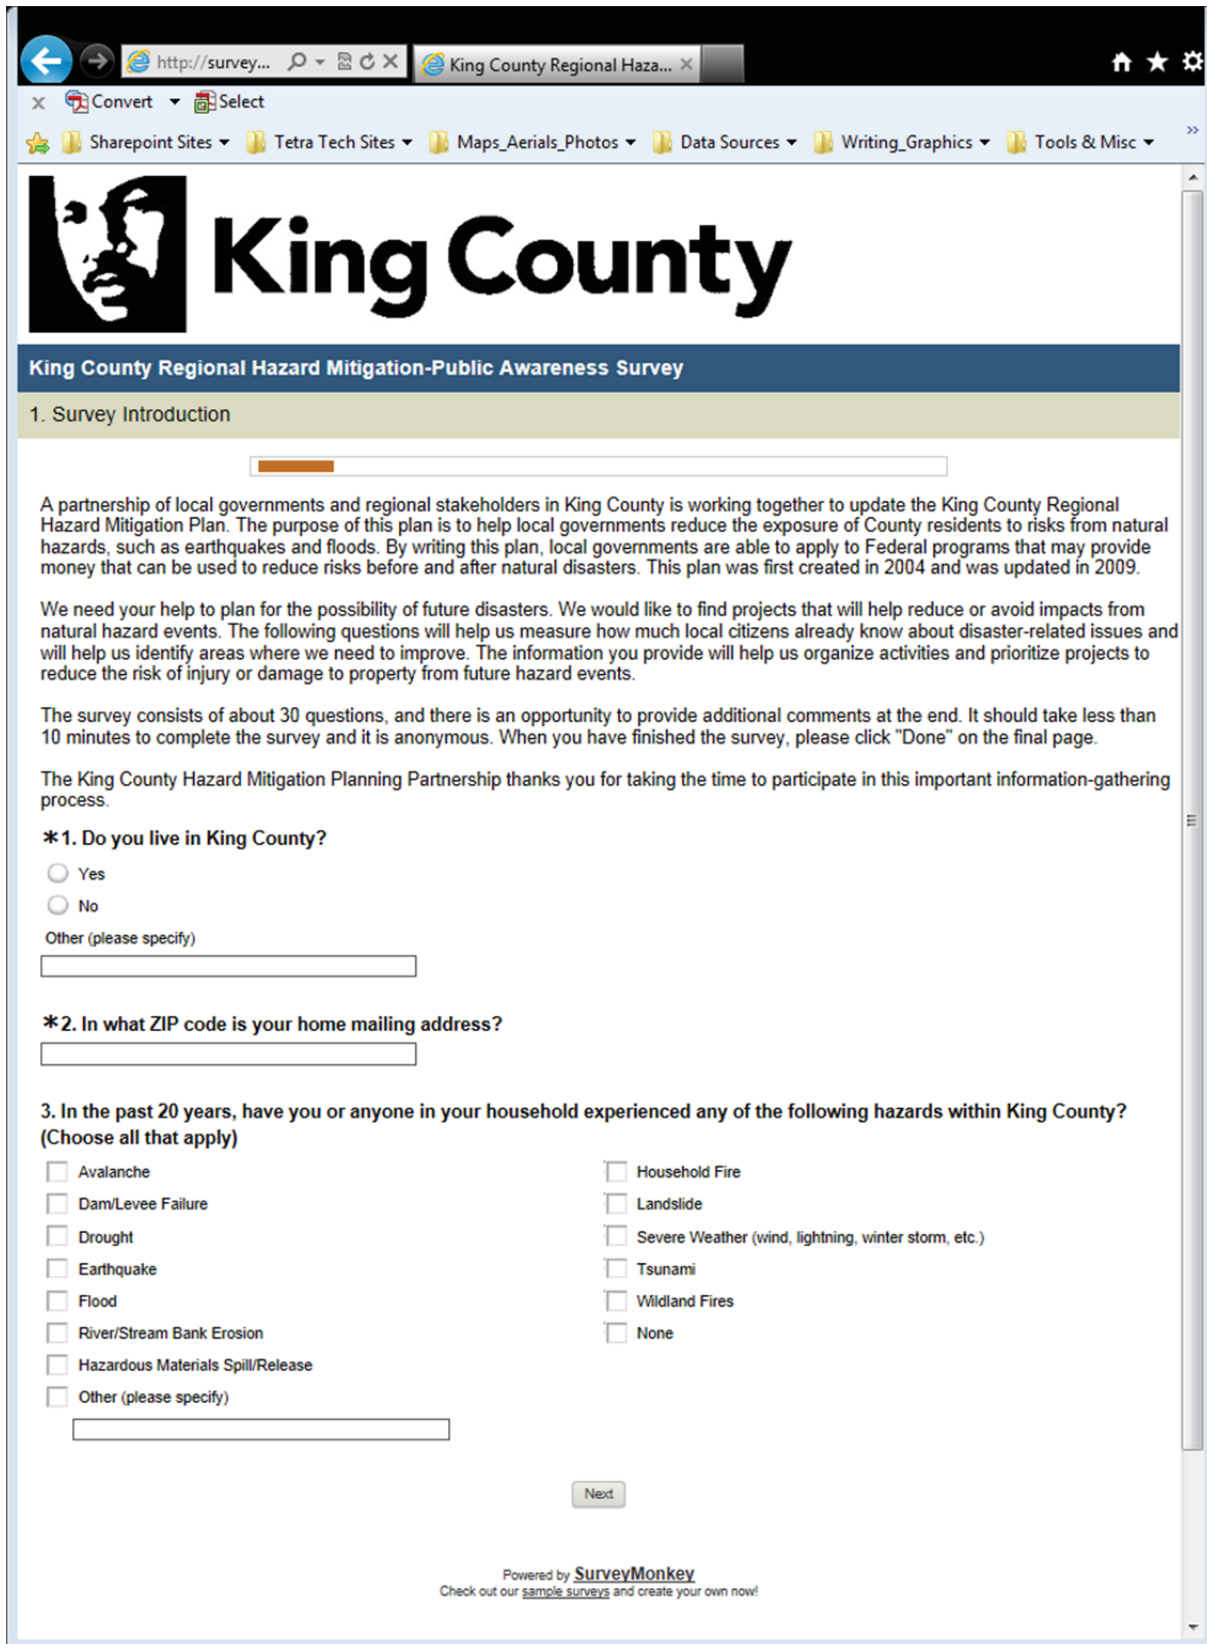 http://survey...
King County Regional Haza...
Convert
Select
Sharepoint Sites
Tetra Tech Sites
Maps_Aerials_Photos
Data Sources
Writing_Graphics
Tools & Misc
King County
King County Regional Hazard Mitigation-Public Awareness Survey
1. Survey Introduction
A partnership of local governments and regional stakeholders in King County is working together to update the King County Regional
Hazard Mitigation Plan. The purpose of this plan is to help local governments reduce the exposure of County residents to risks from natural
hazards, such as earthquakes and floods. By writing this plan, local governments are able to apply to Federal programs that may provide
money that can be used to reduce risks before and after natural disasters. This plan was first created in 2004 and was updated in 2009.
We need your help to plan for the possibility of future disasters. We would like to find projects that will help reduce or avoid impacts from
natural hazard events. The following questions will help us measure how much local citizens already know about disaster-related issues and
will help us identify areas where we need to improve. The information you provide will help us organize activities and prioritize projects to
reduce the risk of injury or damage to property from future hazard events.
The survey consists of about 30 questions, and there is an opportunity to provide additional comments at the end. It should take less than
10 minutes to complete the survey and it is anonymous. When you have finished the survey, please click "Done" on the final page.
The King County Hazard Mitigation Planning Partnership thanks you for taking the time to participate in this important information-gathering
process.
*1. Do you live in King County?
Yes
No
Other (please specify)
*2. In what ZIP code is your home mailing address?
3. In the past 20 years, have you or anyone in your household experienced any of the following hazards within King County?
(Choose all that apply)
Avalanche
Dam/Levee Failure
Drought
Earthquake
Flood
River/Stream Bank Erosion
Hazardous Materials Spill/Release
Other (please specify)
Household Fire
Landslide
Severe Weather (wind, lightning, winter storm, etc.)
Tsunami
Wildland Fires
None
Next
Powered by SurveyMonkey
Check out our sample surveys and create your own now!